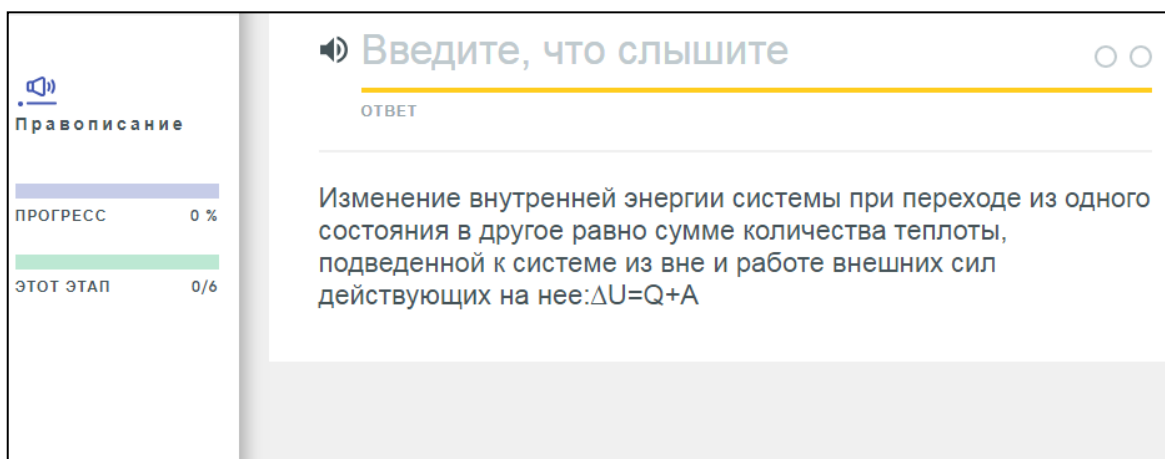 Правописание
ПРОГРЕСС 0 %
ЭТОТ ЭТАП 0/6
Введите, что слышите
ОТВЕТ
Изменение внутренней энергии системы при переходе из одного
состояния в другое равно сумме количества теплоты,
подведенной к системе из вне и работе внешних сил
действующих на нее:∆U=Q+A